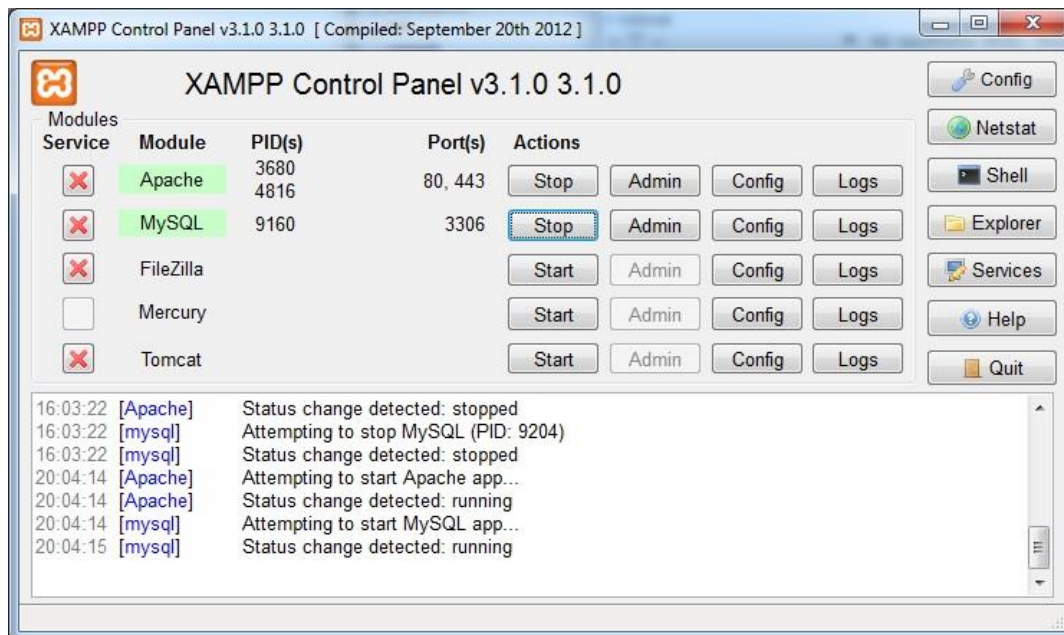 XAMPP Control Panel v3.1.0 3.1.0 [ Compiled: September 20th 2012 ]
XAMPP Control Panel v3.1.0 3.1.0
Config
Netstat
Shell
Explorer
Services
Help
Quit
Modules
Service Module PID(s) Port(s) Actions
Apache 3680 4816 80, 443 Stop Admin Config Logs
MySQL 9160 3306 Stop Admin Config Logs
FileZilla Start Admin Config Logs
Mercury Start Admin Config Logs
Tomcat Start Admin Config Logs
16:03:22 [Apache] Status change detected: stopped
16:03:22 [mysql] Attempting to stop MySQL (PID: 9204)
16:03:22 [mysql] Status change detected: stopped
20:04:14 [Apache] Attempting to start Apache app...
20:04:14 [Apache] Status change detected: running
20:04:14 [mysql] Attempting to start MySQL app...
20:04:15 [mysql] Status change detected: running